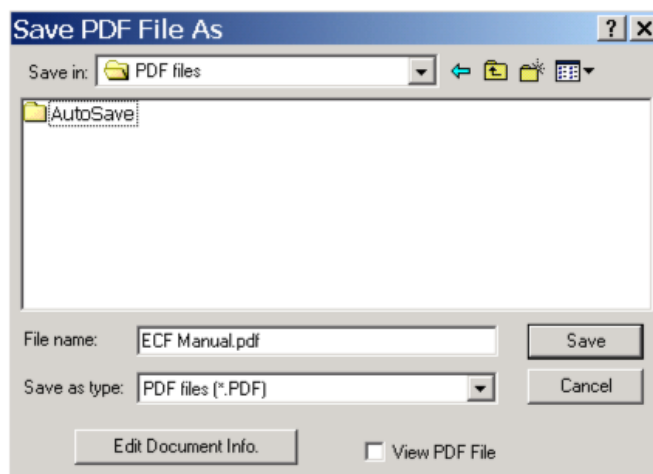 Save PDF File As
Save in: PDF files
AutoSave
File name: ECF Manual.pdf Save
Save as type: PDF files (*.PDF) Cancel
Edit Document Info. View PDF File